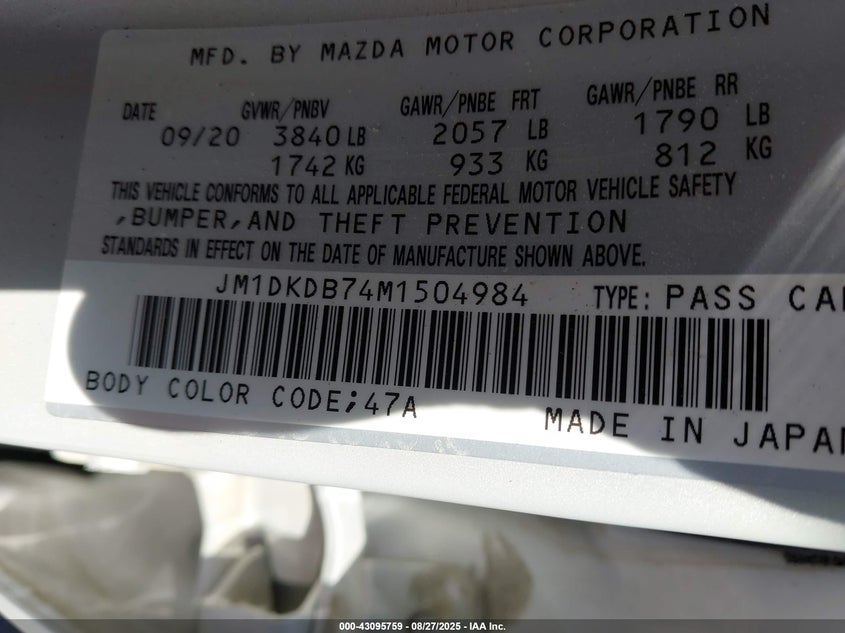 MFD. BY MAZDA MOTOR CORPORATION
DATE GVWR/PNBV GAWR/PNBE FRT GAWR/PNBE RR
09/20 3840 LB 2057 LB 1790 LB
1742 KG 933 KG 812 KG
THIS VEHICLE CONFORMS TO ALL APPLICABLE FEDERAL MOTOR VEHICLE SAFETY
,BUMPER,AND THEFT PREVENTION
STANDARDS IN EFFECT ON THE DATE OF MANUFACTURE SHOWN ABOVE.
JM1DKDB74M1504984 TYPE: PASS CAR
BODY COLOR CODE;47A MADE IN JAPAN
000-43095759 - 08/27/2025 - IAA Inc.